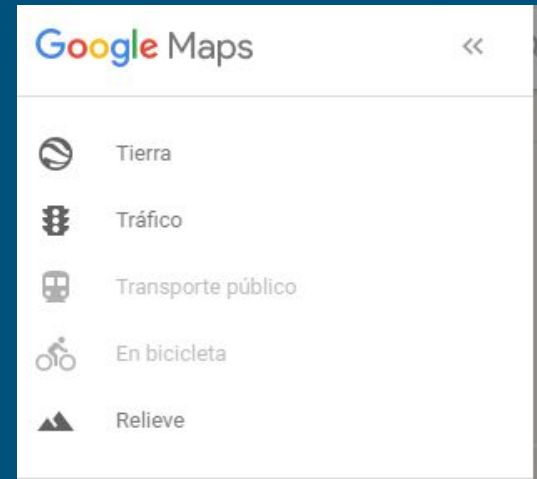 Google Maps
Tierra
Tráfico
Transporte público
En bicicleta
Relieve